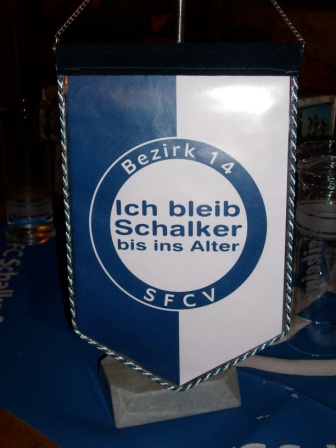 Bezirk 14
Ich bleib
Schalker
bis ins Alter
SFCV